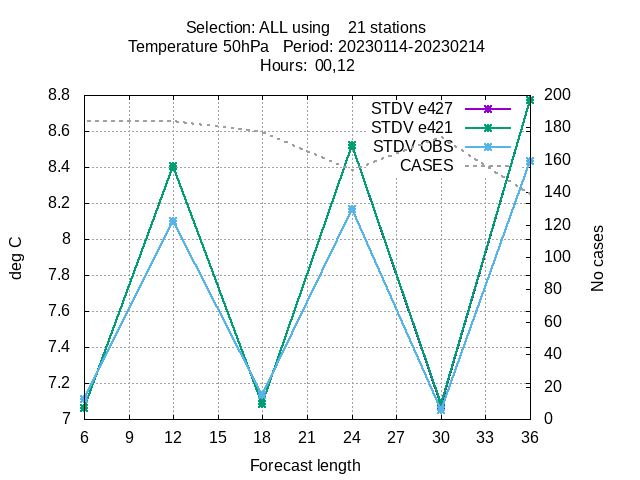 Selection: ALL using    21 stations
Temperature 50hPa   Period: 20230114-20230214
Hours:  00,12
STDV e427
STDV e421
STDV OBS
CASES
8.8
8.6
8.4
8.2
8
7.8
7.6
7.4
7.2
7
200
180
160
140
120
100
80
60
40
20
0
deg C
No cases
6 9 12 15 18 21 24 27 30 33 36
Forecast length